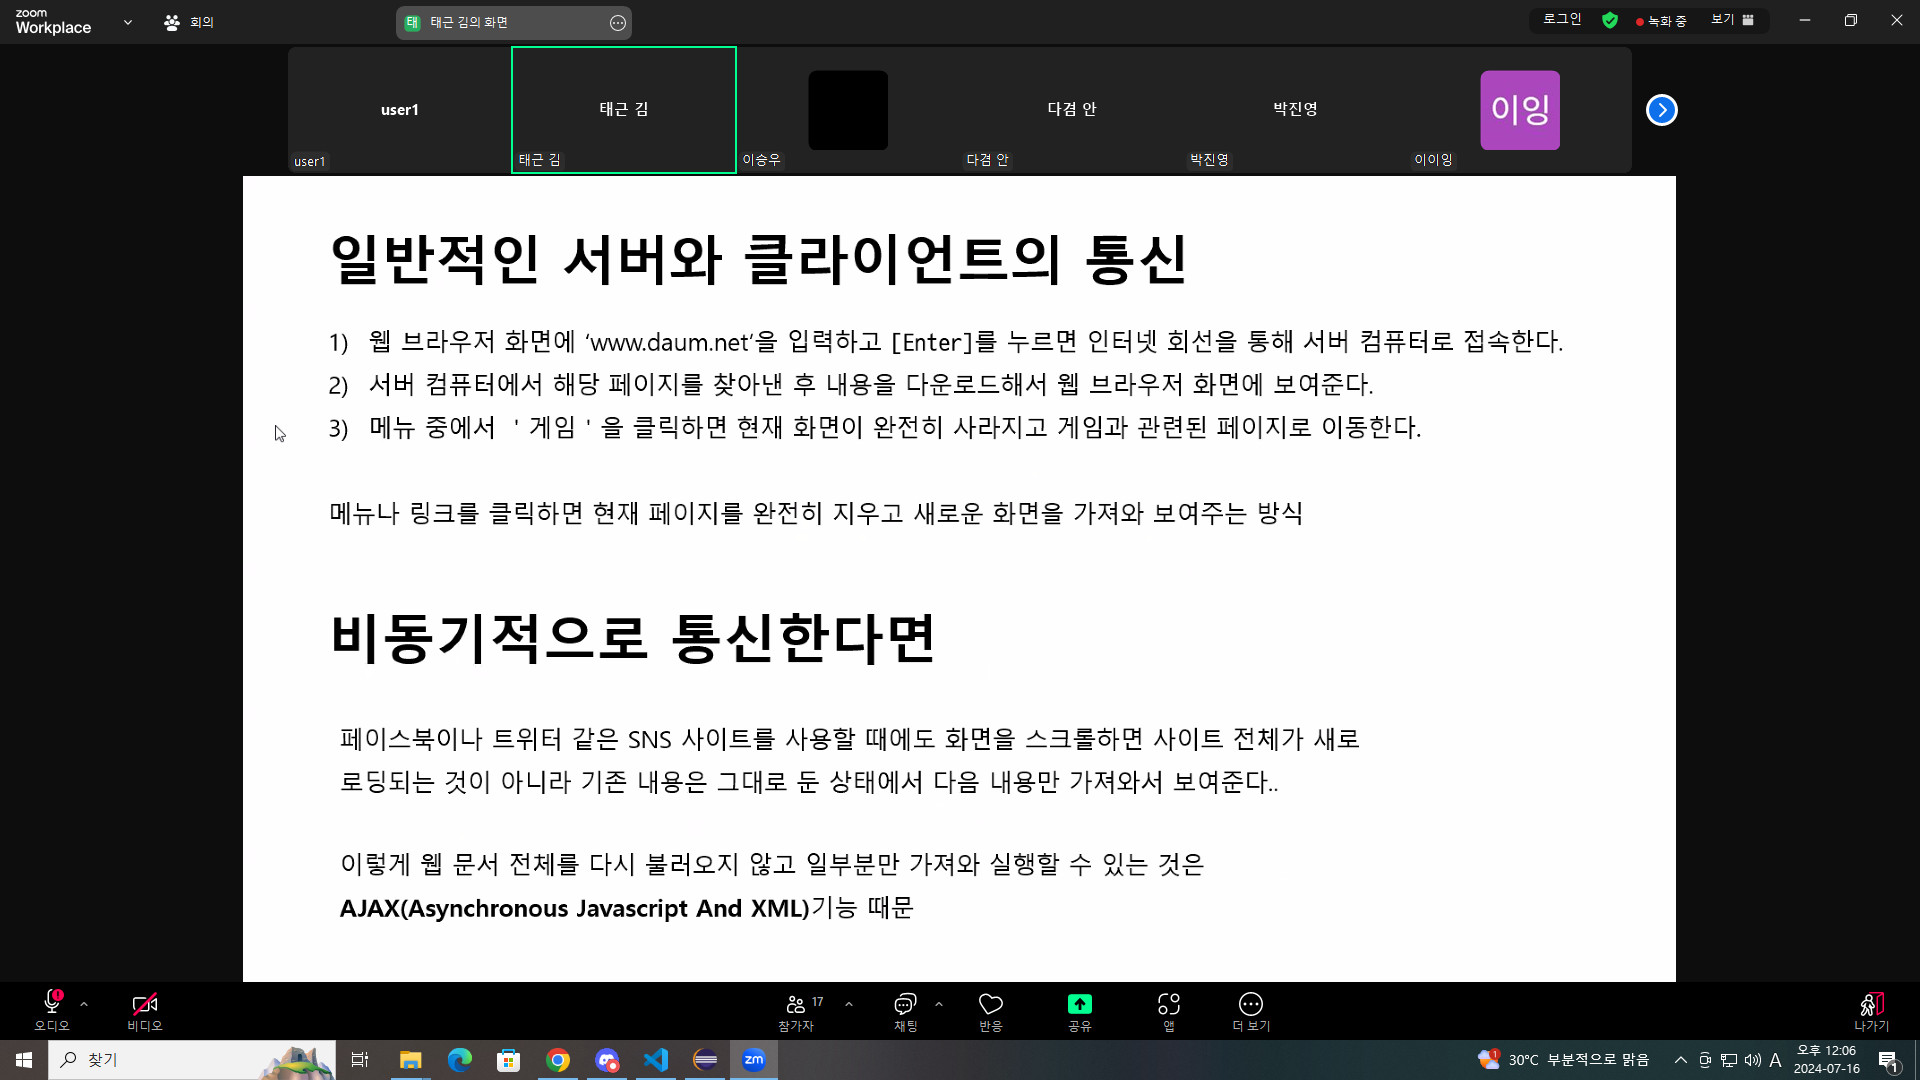 zoom
Workplace
회의
태
태근 김의 화면
로그인
녹화 중
보기
user1
태근 김
다겸 안
박진영
이잉
user1
태근 김
이승우
다겸 안
박진영
이이잉
일반적인 서버와 클라이언트의 통신
1) 웹 브라우저 화면에 ‘www.daum.net’을 입력하고 [Enter]를 누르면 인터넷 회선을 통해 서버 컴퓨터로 접속한다.
2) 서버 컴퓨터에서 해당 페이지를 찾아낸 후 내용을 다운로드해서 웹 브라우저 화면에 보여준다.
3) 메뉴 중에서 ＇게임＇을 클릭하면 현재 화면이 완전히 사라지고 게임과 관련된 페이지로 이동한다.
메뉴나 링크를 클릭하면 현재 페이지를 완전히 지우고 새로운 화면을 가져와 보여주는 방식
비동기적으로 통신한다면
페이스북이나 트위터 같은 SNS 사이트를 사용할 때에도 화면을 스크롤하면 사이트 전체가 새로
로딩되는 것이 아니라 기존 내용은 그대로 둔 상태에서 다음 내용만 가져와서 보여준다..
이렇게 웹 문서 전체를 다시 불러오지 않고 일부분만 가져와 실행할 수 있는 것은
AJAX(Asynchronous Javascript And XML)기능 때문
17
오디오
비디오
참가자
채팅
반응
공유
앱
더 보기
나가기
찾기
zm
1
30°C 부분적으로 맑음
A
오후 12:06
2024-07-16
1